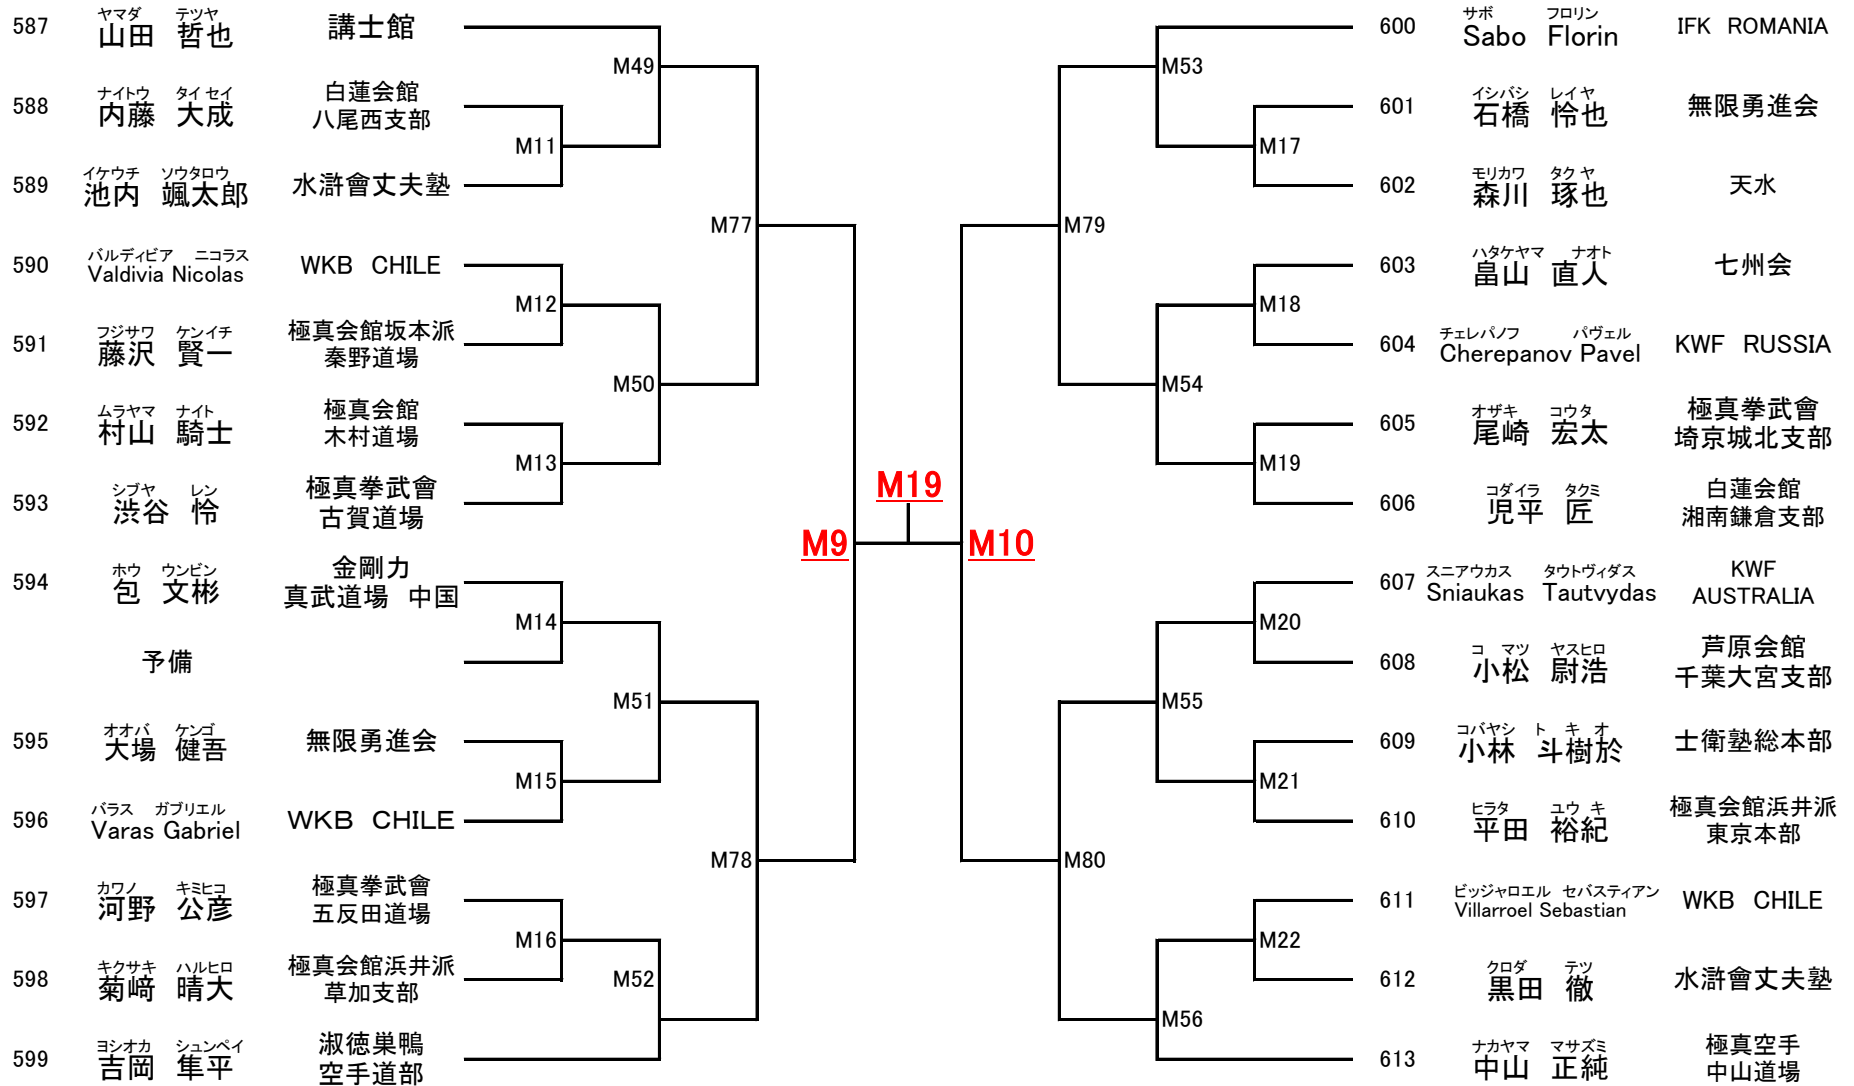 ヤマダ テツヤ
587 山田 哲也 講士館
M49
ナイトウ タイセイ
588 内藤 大成 白蓮会館
八尾西支部
M11
イケウチ ソウタロウ
589 池内 颯太郎 水滸會丈夫塾
M77
バルディビア ニコラス
590 Valdivia Nicolas WKB CHILE
M12
フジサワ ケンイチ
591 藤沢 賢一 極真会館坂本派
秦野道場
M50
ムラヤマ ナイト
592 村山 騎士 極真会館
木村道場
M13
シブヤ レン
593 渋谷 怜 極真拳武會
古賀道場
M9
ホウ ウンビン
594 包 文彬 金剛力
真武道場 中国
M14
予備
M51
オオバ ケンゴ
595 大場 健吾 無限勇進会
M15
バラス ガブリエル
596 Varas Gabriel WKB CHILE
M78
カワノ キミヒコ
597 河野 公彦 極真拳武會
五反田道場
M16
キクサキ ハルヒロ
598 菊﨑 晴大 極真会館浜井派
草加支部
M52
ヨシオカ シュンペイ
599 吉岡 隼平 淑徳巣鴨
空手道部
M19
サボ フロリン
600 Sabo Florin IFK ROMANIA
M53
イシバシ レイヤ
601 石橋 怜也 無限勇進会
M17
モリカワ タクヤ
602 森川 琢也 天水
M79
ハタケヤマ ナオト
603 畠山 直人 七州会
M18
チェレパノフ パヴェル
604 Cherepanov Pavel KWF RUSSIA
M54
オザキ コウタ
605 尾崎 宏太 極真拳武會
埼京城北支部
M19
コダイラ タクミ
606 児平 匠 白蓮会館
湘南鎌倉支部
M10
スニアウカス タウトヴィダス
607 Sniaukas Tautvydas KWF
AUSTRALIA
M20
コ マツ ヤスヒロ
608 小松 尉浩 芦原会館
千葉大宮支部
M55
コバヤシ ト キ オ
609 小林 斗樹於 士衛塾総本部
M21
ヒラタ ユウ キ
610 平田 裕紀 極真会館浜井派
東京本部
M80
ビッジャロエル セバスティアン
611 Villarroel Sebastian WKB CHILE
M22
クロダ テツ
612 黒田 徹 水滸會丈夫塾
M56
ナカヤマ マサズミ
613 中山 正純 極真空手
中山道場